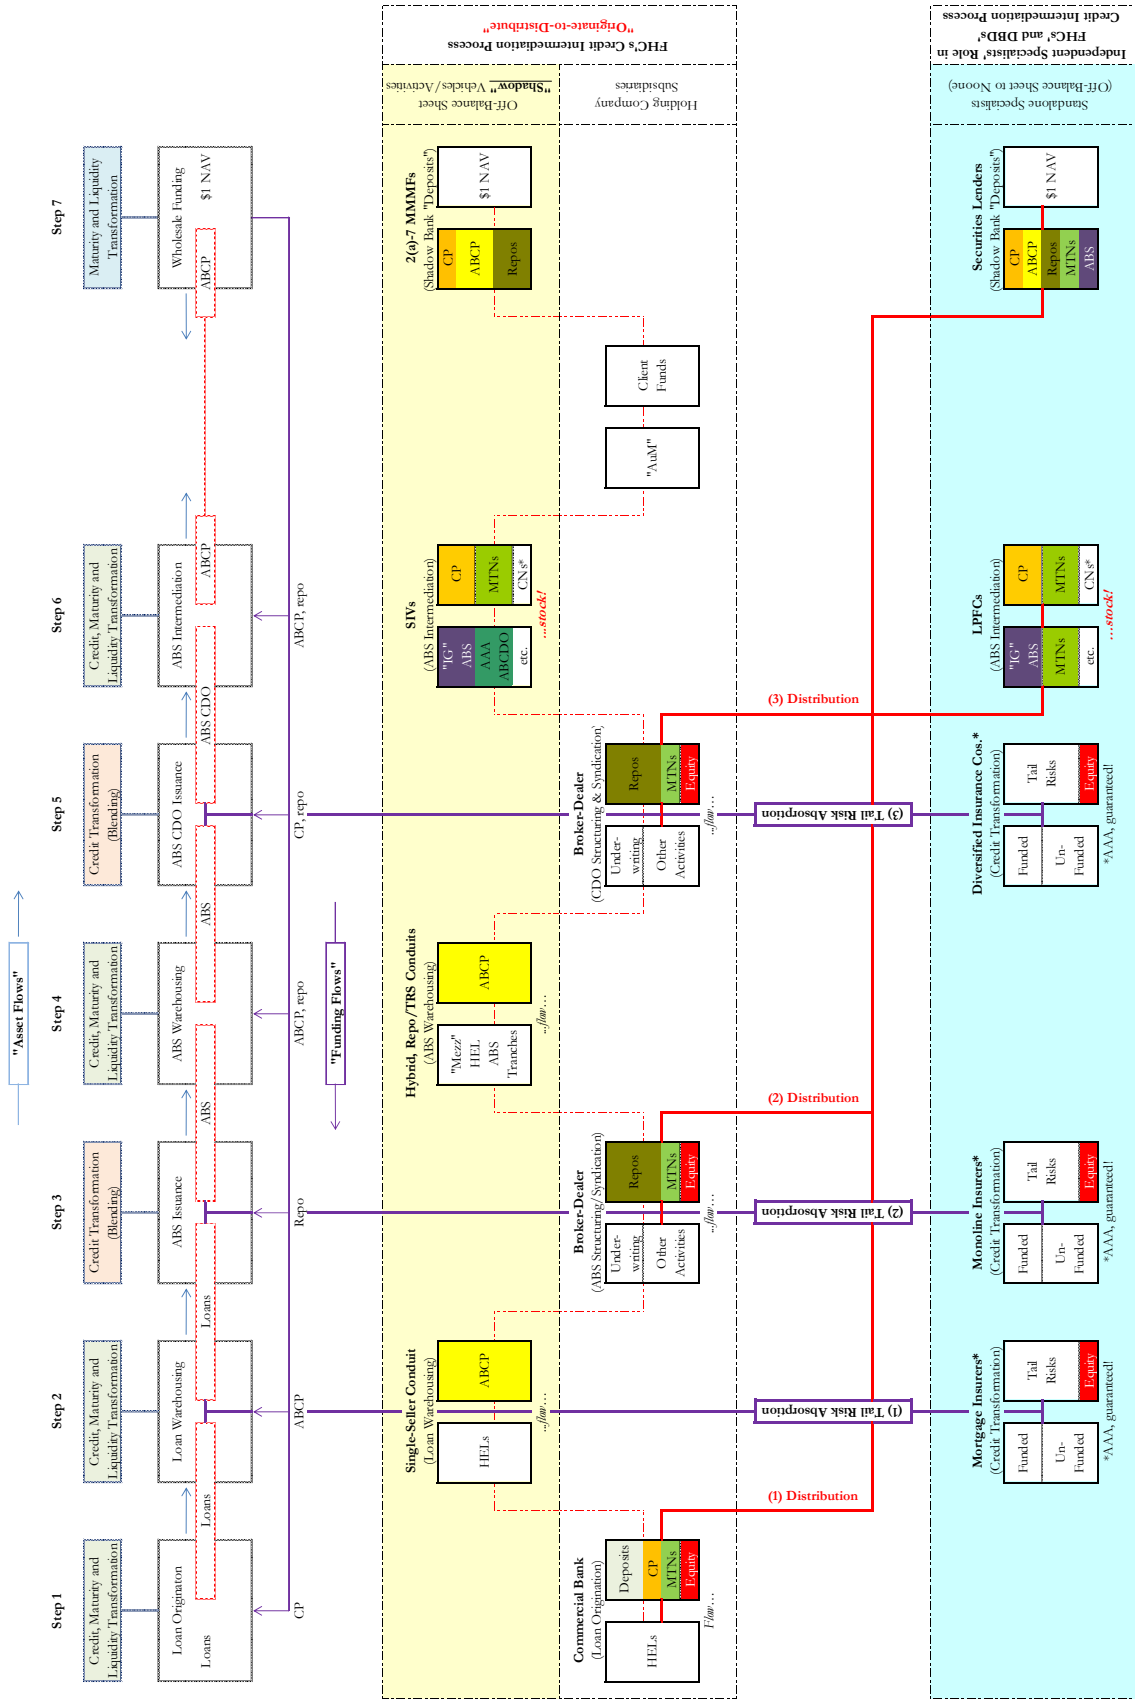 "Asset Flows"
Step 1
Step 2
Step 3
Step 4
Step 5
Step 6
Step 7
Credit, Maturity and
Liquidity Transformation
Credit, Maturity and
Liquidity Transformation
Credit Transformation
(Blending)
Credit, Maturity and
Liquidity Transformation
Credit Transformation
(Blending)
Credit, Maturity and
Liquidity Transformation
Maturity and Liquidity
Transformation
Loan Originaton
Loan Warehousing
ABS Issuance
ABS Warehousing
ABS CDO Issuance
ABS Intermediation
Wholesale Funding
Loans
Loans
Loans
ABS
ABS
ABS CDO
ABCP
ABCP
$1 NAV
CP
ABCP
Repo
ABCP, repo
CP, repo
ABCP, repo
"Funding Flows"
FHC's Credit Intermediation Process
"Originate-to-Distribute"
Off-Balance Sheet
"Shadow" Vehicles/Activities
Single-Seller Conduit
(Loan Warehousing)
HELs
ABCP
...flow...
Hybrid, Repo/TRS Conduits
(ABS Warehousing)
"Mezz"
HEL
ABS
Tranches
ABCP
...flow...
SIVs
(ABS Intermediation)
"IG"
ABS
AAA
ABCDO
etc.
CP
MTNs
CNs*
...stock!
2(a)-7 MMMFs
(Shadow Bank "Deposits")
CP
ABCP
Repos
$1 NAV
Holding Company
Subsidiaries
Commercial Bank
(Loan Origination)
HELs
Deposits
CP
MTNs
Equity
Flow...
Broker-Dealer
(ABS Structuring/Syndication)
Under-
writing
Other
Activities
Repos
MTNs
Equity
...flow...
Broker-Dealer
(CDO Structuring & Syndication)
Under-
writing
Other
Activities
Repos
MTNs
Equity
...flow...
"AuM"
Client
Funds
(1) Distribution
(1) Tail Risk Absorption
(2) Distribution
(2) Tail Risk Absorption
(3) Distribution
(3) Tail Risk Absorption
Independent Specialists' Role in
FHCs' and DBDs'
Credit Intermediation Process
Standalone Specialists
(Off-Balance Sheet to Noone)
Mortgage Insurers*
(Credit Transformation)
Funded
Un-
Funded
Tail
Risks
Equity
*AAA, guaranteed!
Monoline Insurers*
(Credit Transformation)
Funded
Un-
Funded
Tail
Risks
Equity
*AAA, guaranteed!
Diversified Insurance Cos.*
(Credit Transformation)
Funded
Un-
Funded
Tail
Risks
Equity
*AAA, guaranteed!
LPFCs
(ABS Intermediation)
"IG"
ABS
MTNs
etc.
CP
MTNs
CNs*
...stock!
Securities Lenders
(Shadow Bank "Deposits")
CP
ABCP
Repos
MTNs
ABS
$1 NAV